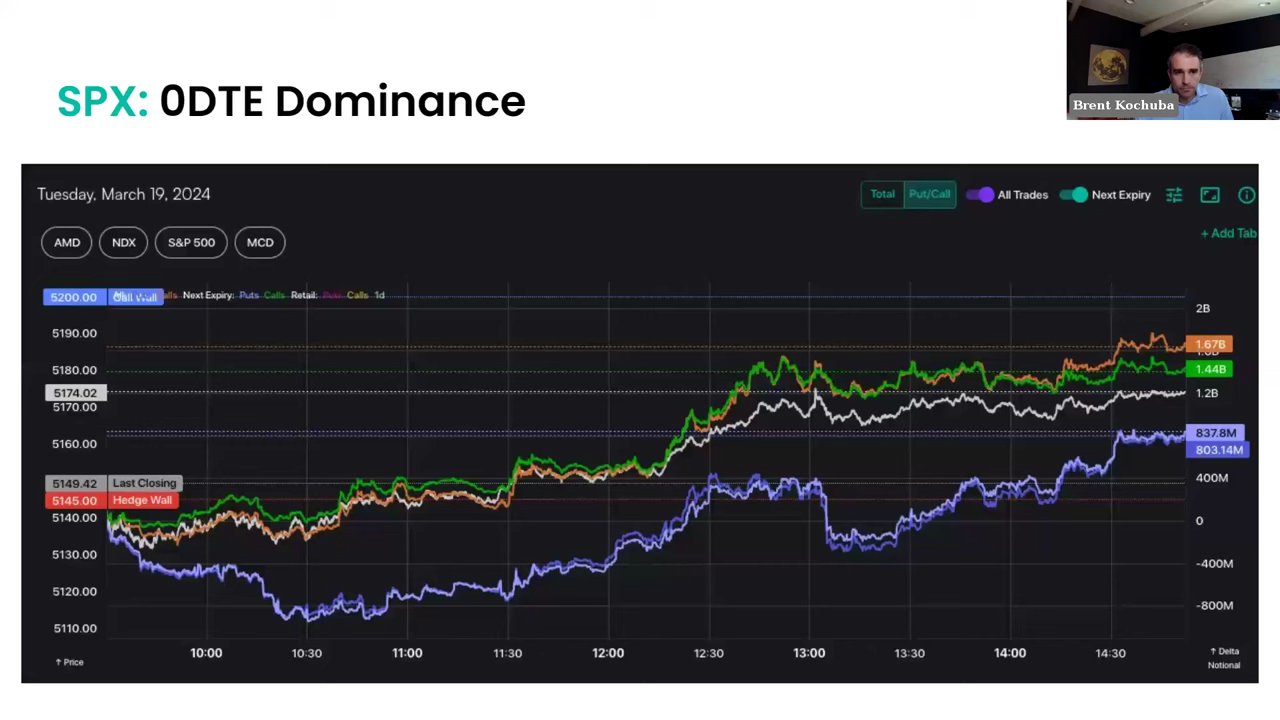 SPX: 0DTE Dominance
Brent Kochuba
Tuesday, March 19, 2024
Total Put/Call All Trades Next Expiry
+ Add Tab
AMD NDX S&P 500 MCD
5200.00 Call Wall Next Expiry: Puts Calls Retail: Calls 1d
5190.00
5180.00
5174.02
5170.00
5160.00
5149.42 Last Closing
5145.00 Hedge Wall
5140.00
5130.00
5120.00
5110.00
↑ Price
2B
1.67B
1.44B
1.2B
837.8M
803.14M
400M
0
-400M
-800M
↑ Delta
Notional
10:00 10:30 11:00 11:30 12:00 12:30 13:00 13:30 14:00 14:30